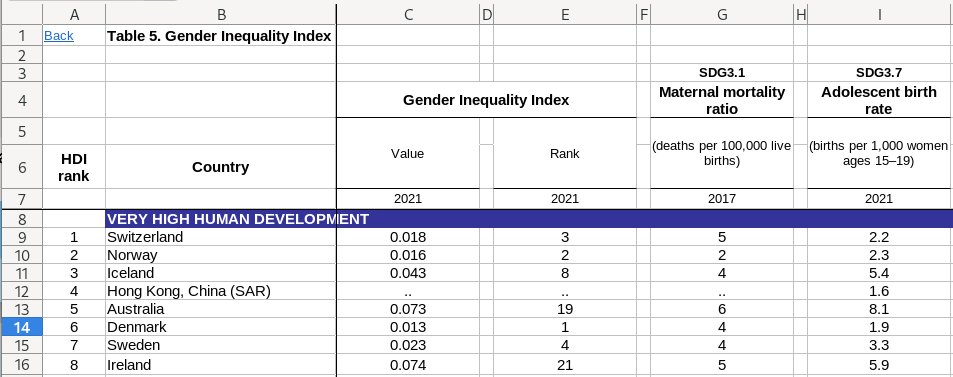 A B C D E F G H I
1 Back Table 5. Gender Inequality Index
2
3 SDG3.1 SDG3.7
4 Gender Inequality Index Maternal mortality ratio Adolescent birth rate
5
6 HDI rank Country Value Rank (deaths per 100,000 live births) (births per 1,000 women ages 15–19)
7 2021 2021 2017 2021
8 VERY HIGH HUMAN DEVELOPMENT
9 1 Switzerland 0.018 3 5 2.2
10 2 Norway 0.016 2 2 2.3
11 3 Iceland 0.043 8 4 5.4
12 4 Hong Kong, China (SAR) .. .. .. 1.6
13 5 Australia 0.073 19 6 8.1
14 6 Denmark 0.013 1 4 1.9
15 7 Sweden 0.023 4 4 3.3
16 8 Ireland 0.074 21 5 5.9